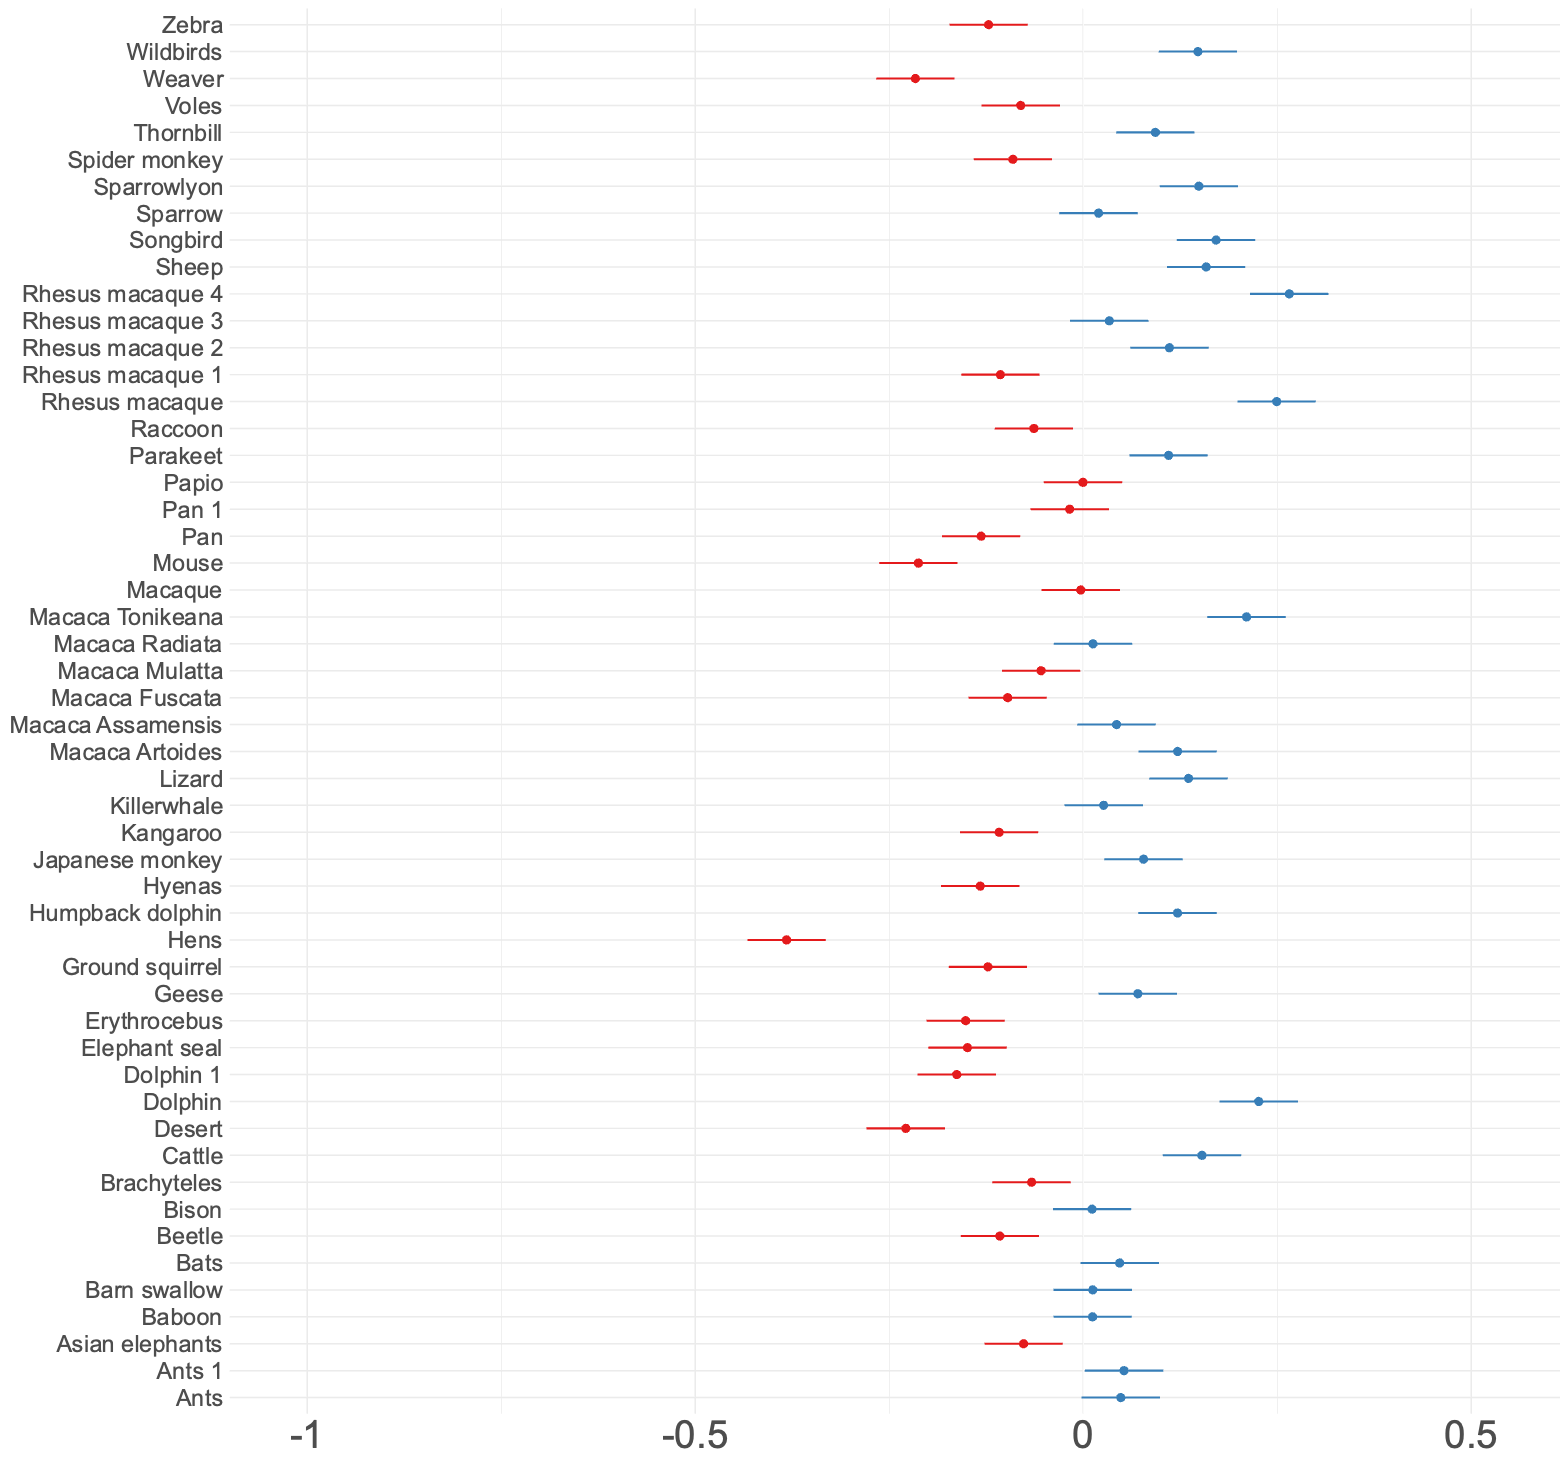 Zebra
Wildbirds
Weaver
Voles
Thornbill
Spider monkey
Sparrowlyon
Sparrow
Songbird
Sheep
Rhesus macaque 4
Rhesus macaque 3
Rhesus macaque 2
Rhesus macaque 1
Rhesus macaque
Raccoon
Parakeet
Papio
Pan 1
Pan
Mouse
Macaque
Macaca Tonikeana
Macaca Radiata
Macaca Mulatta
Macaca Fuscata
Macaca Assamensis
Macaca Artoides
Lizard
Killerwhale
Kangaroo
Japanese monkey
Hyenas
Humpback dolphin
Hens
Ground squirrel
Geese
Erythrocebus
Elephant seal
Dolphin 1
Dolphin
Desert
Cattle
Brachyteles
Bison
Beetle
Bats
Barn swallow
Baboon
Asian elephants
Ants 1
Ants
-1 -0.5 0 0.5